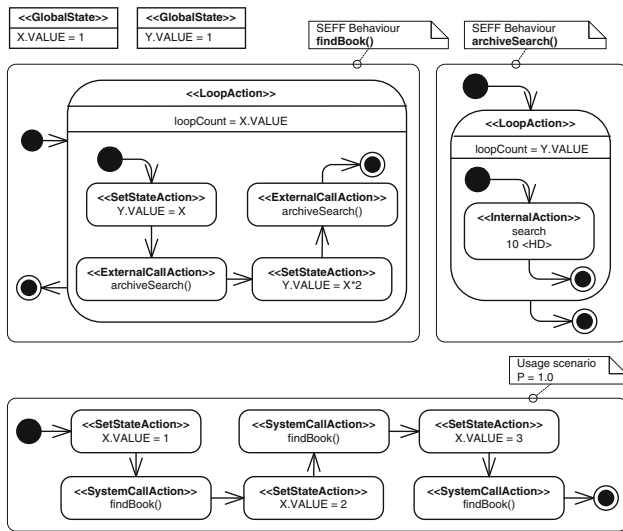 <<GlobalState>>
X.VALUE = 1
<<GlobalState>>
Y.VALUE = 1
SEFF Behaviour
findBook()
SEFF Behaviour
archiveSearch()
<<LoopAction>>
loopCount = X.VALUE
<<SetStateAction>>
Y.VALUE = X
<<ExternalCallAction>>
archiveSearch()
<<ExternalCallAction>>
archiveSearch()
<<SetStateAction>>
Y.VALUE = X*2
<<LoopAction>>
loopCount = Y.VALUE
<<InternalAction>>
search
10 <HD>
Usage scenario
P = 1.0
<<SetStateAction>>
X.VALUE = 1
<<SystemCallAction>>
findBook()
<<SetStateAction>>
X.VALUE = 3
<<SystemCallAction>>
findBook()
<<SetStateAction>>
X.VALUE = 2
<<SystemCallAction>>
findBook()